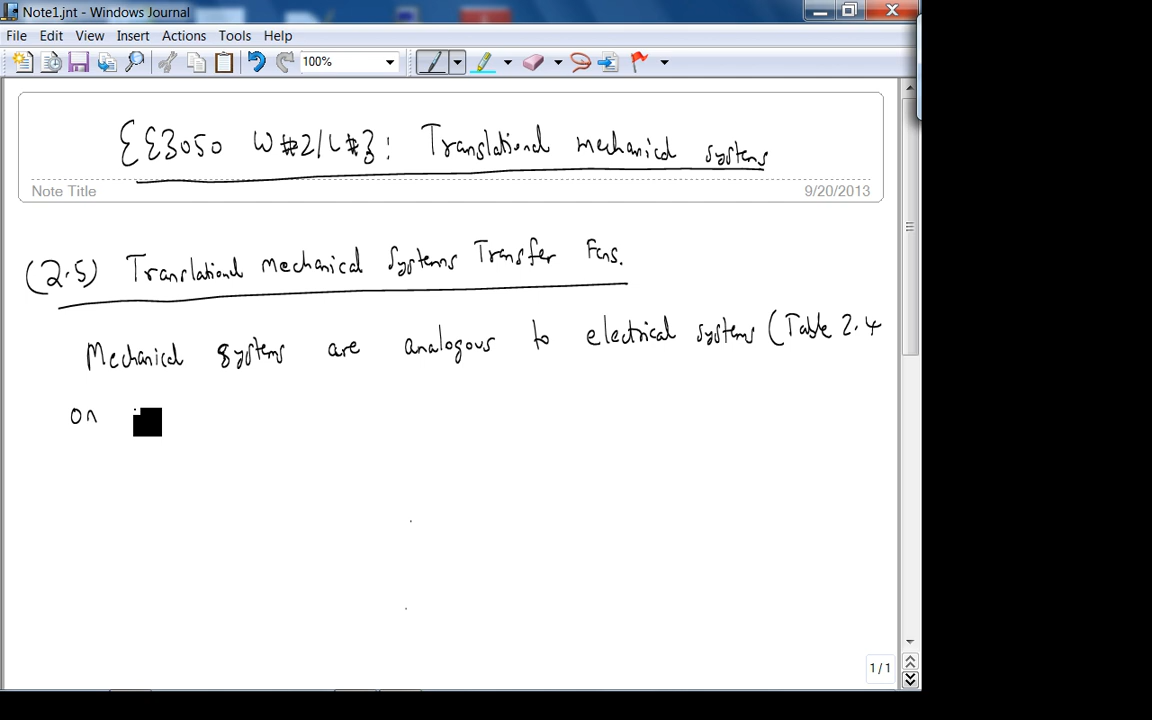 Note1.jnt - Windows Journal
File Edit View Insert Actions Tools Help
100%
EE3050 W#2/L#3: Translational mechanical systems
Note Title
9/20/2013
(2.5) Translational Mechanical Systems Transfer Fcns.
Mechanical systems are analogous to electrical systems (Table 2.4
on
1/1